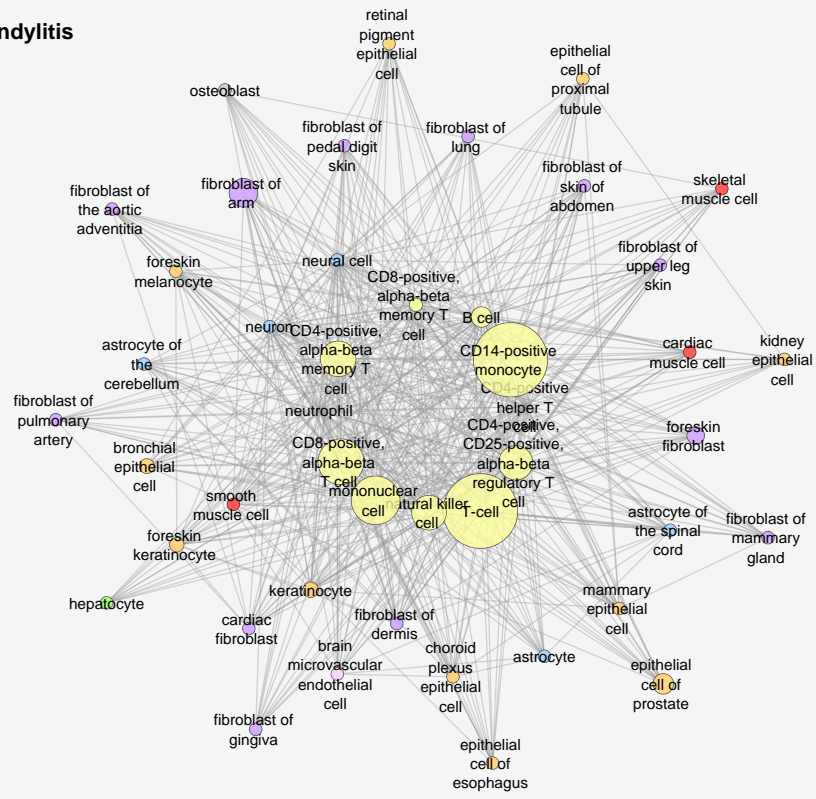 ndylitis
retinal
pigment
epithelial
cell
epithelial
cell of
proximal
tubule
osteoblast
fibroblast of
pedal digit
skin
fibroblast of
lung
fibroblast of
arm
fibroblast of
skin of
abdomen
skeletal
muscle cell
fibroblast of
the aortic
adventitia
foreskin
melanocyte
neural cell
fibroblast of
upper leg
skin
CD8-positive,
alpha-beta
memory T
cell
B cell
neuron
CD4-positive,
alpha-beta
memory T
cell
CD14-positive
monocyte
cardiac
muscle cell
kidney
epithelial
cell
astrocyte of
the
cerebellum
CD4-positive
helper T
cell
neutrophil
fibroblast of
pulmonary
artery
CD4-positive,
CD25-positive,
alpha-beta
regulatory T
cell
foreskin
fibroblast
bronchial
epithelial
cell
CD8-positive,
alpha-beta
T cell
mononuclear
cell
natural killer
cell
T-cell
smooth
muscle cell
astrocyte of
the spinal
cord
fibroblast of
mammary
gland
foreskin
keratinocyte
hepatocyte
keratinocyte
cardiac
fibroblast
fibroblast of
dermis
mammary
epithelial
cell
brain
microvascular
endothelial
cell
choroid
plexus
epithelial
cell
astrocyte
epithelial
cell of
prostate
fibroblast of
gingiva
epithelial
cell of
esophagus